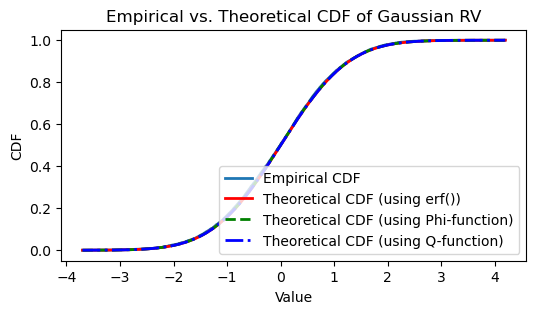 Empirical vs. Theoretical CDF of Gaussian RV
1.0
0.8
0.6
0.4
0.2
0.0
CDF
Empirical CDF
Theoretical CDF (using erf())
Theoretical CDF (using Phi-function)
Theoretical CDF (using Q-function)
−4 −3 −2 −1 0 1 2 3 4
Value